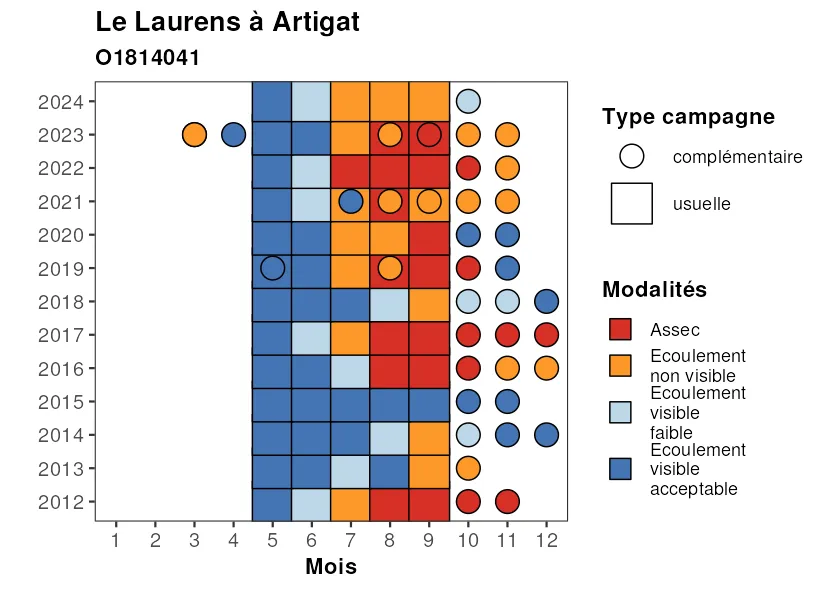 Le Laurens à Artigat
O1814041
2024
2023
2022
2021
2020
2019
2018
2017
2016
2015
2014
2013
2012
1 2 3 4 5 6 7 8 9 10 11 12
Mois
Type campagne
complémentaire
usuelle
Modalités
Assec
Ecoulement
non visible
Ecoulement
visible
faible
Ecoulement
visible
acceptable